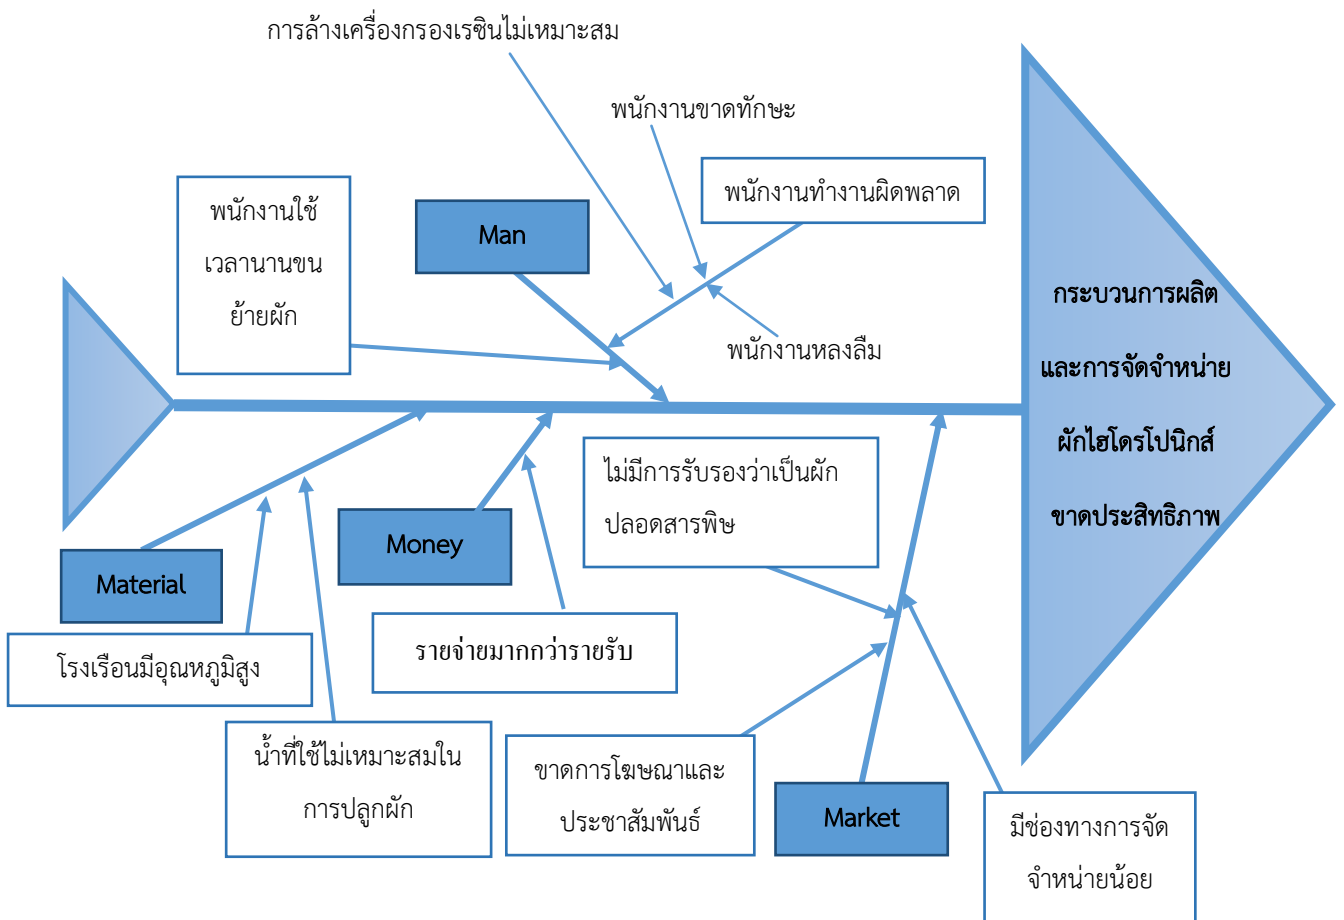 การล้างเครื่องกรองเรซินไม่เหมาะสม
พนักงานขาดทักษะ
พนักงานทำงานผิดพลาด
พนักงานใช้
เวลานานขน
ย้ายผัก
Man
พนักงานหลงลืม
กระบวนการผลิต
และการจัดจำหน่าย
ผักไฮโดรโปนิกส์
ขาดประสิทธิภาพ
ไม่มีการรับรองว่าเป็นผัก
ปลอดสารพิษ
Money
Material
รายจ่ายมากกว่ารายรับ
โรงเรือนมีอุณหภูมิสูง
น้ำที่ใช้ไม่เหมาะสมใน
การปลูกผัก
ขาดการโฆษณาและ
ประชาสัมพันธ์
Market
มีช่องทางการจัด
จำหน่ายน้อย